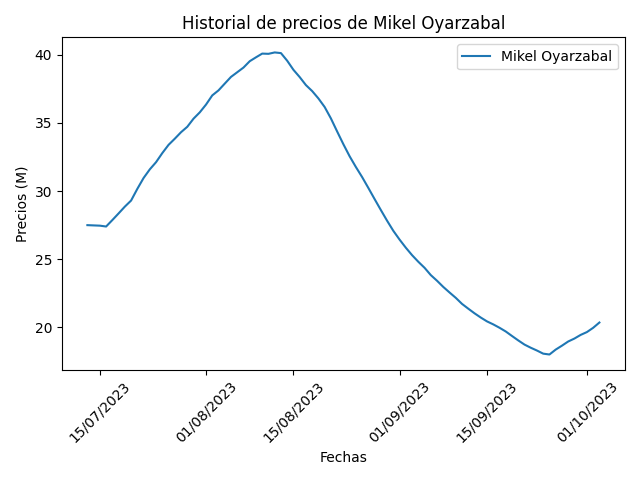 Historial de precios de Mikel Oyarzabal
Mikel Oyarzabal
Precios (M)
40
35
30
25
20
15/07/2023
01/08/2023
15/08/2023
01/09/2023
15/09/2023
01/10/2023
Fechas